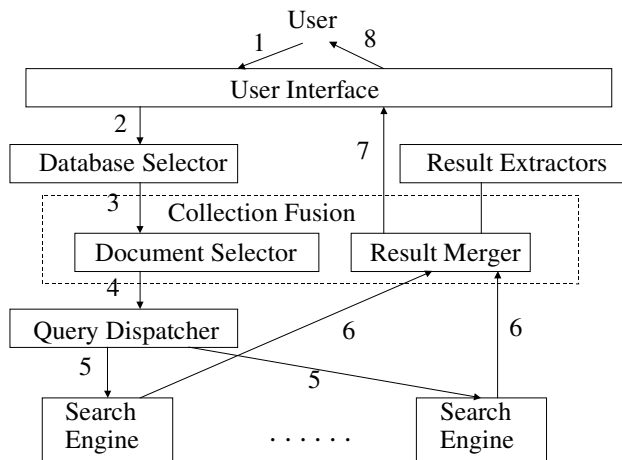 User
1
8
User Interface
2
7
Database Selector
Result Extractors
3
Collection Fusion
Document Selector
Result Merger
4
Query Dispatcher
6
6
5
5
Search
Engine
. . . . . .
Search
Engine